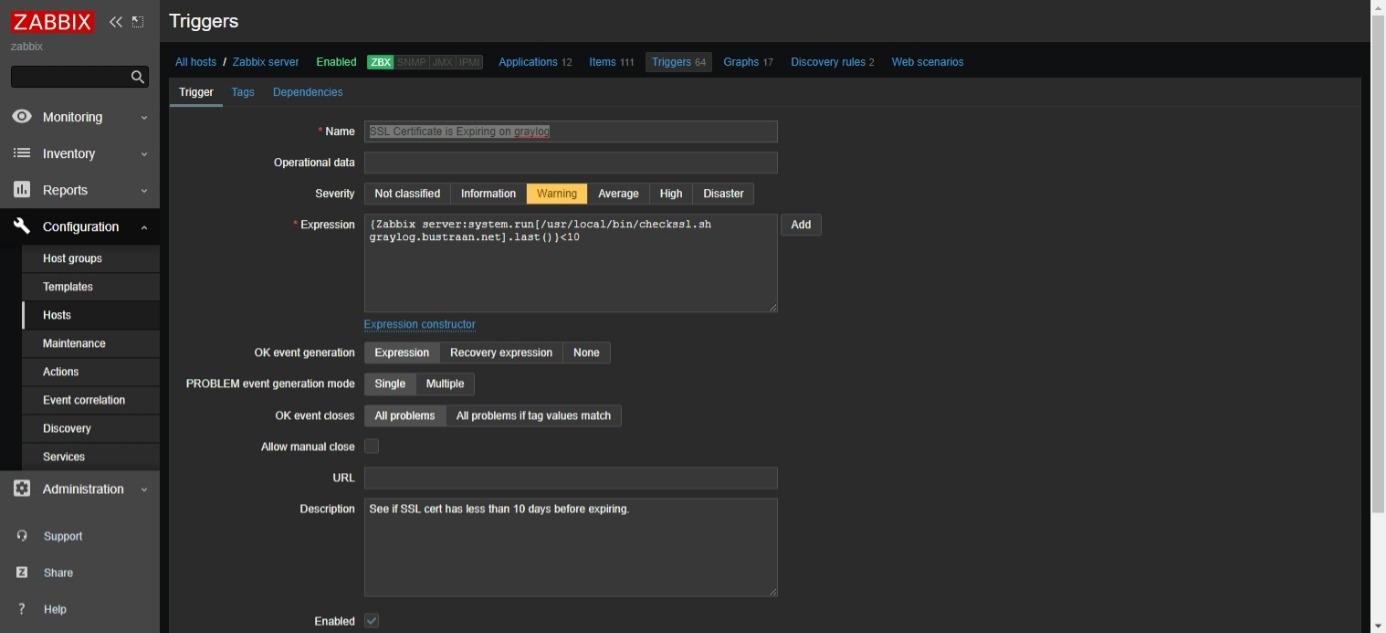 ZABBIX
zabbix
Monitoring
Inventory
Reports
Configuration
Host groups
Templates
Hosts
Maintenance
Actions
Event correlation
Discovery
Services
Administration
Support
Share
Help
Triggers
All hosts / Zabbix server Enabled ZBX SNMP JMX IPMI Applications 12 Items 111 Triggers 64 Graphs 17 Discovery rules 2 Web scenarios
Trigger Tags Dependencies
* Name SSL Certificate is Expiring on graylog
Operational data
Severity Not classified Information Warning Average High Disaster
* Expression {Zabbix server:system.run[/usr/local/bin/checkssl.sh Add
graylog.bustraan.net].last()}<10
Expression constructor
OK event generation Expression Recovery expression None
PROBLEM event generation mode Single Multiple
OK event closes All problems All problems if tag values match
Allow manual close
URL
Description See if SSL cert has less than 10 days before expiring.
Enabled